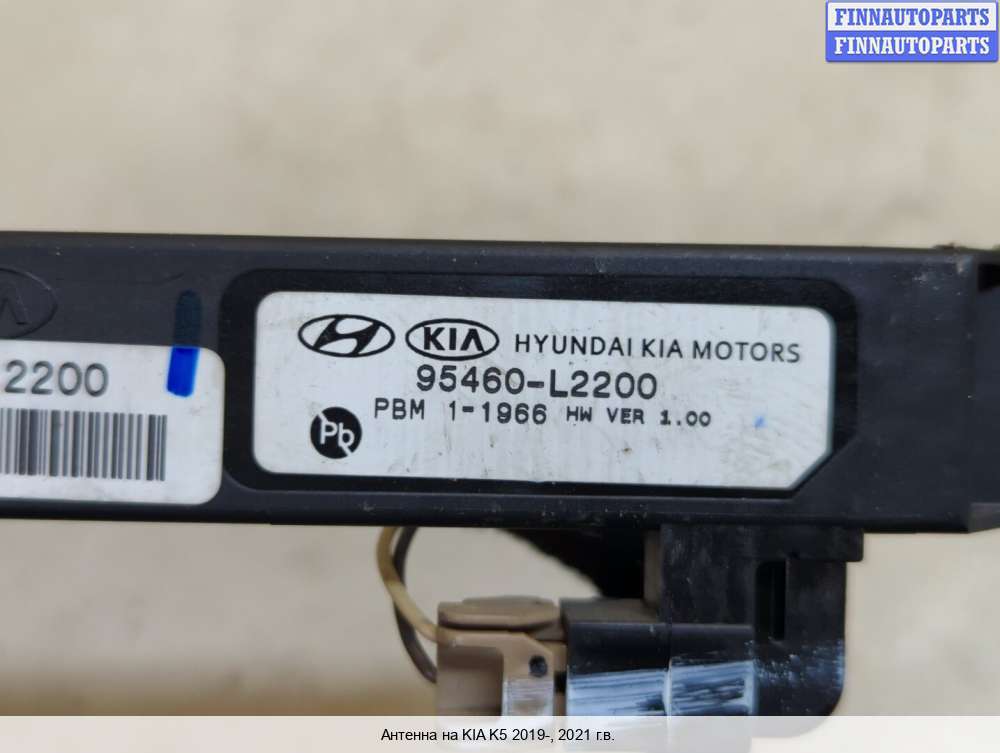 FINNAUTOPARTS
FINNAUTOPARTS
KIA HYUNDAI KIA MOTORS
95460-L2200
PBM 1-1966 HW VER 1.00
Pb
2200
Антенна на KIA K5 2019-, 2021 г.в.